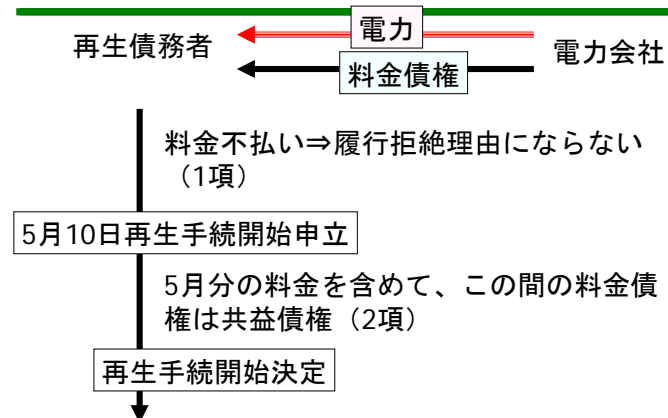 電力
再生債務者
電力会社
料金債権
料金不払い⇒履行拒絶理由にならない
（1項）
5月10日再生手続開始申立
5月分の料金を含めて、この間の料金債
権は共益債権（2項）
再生手続開始決定